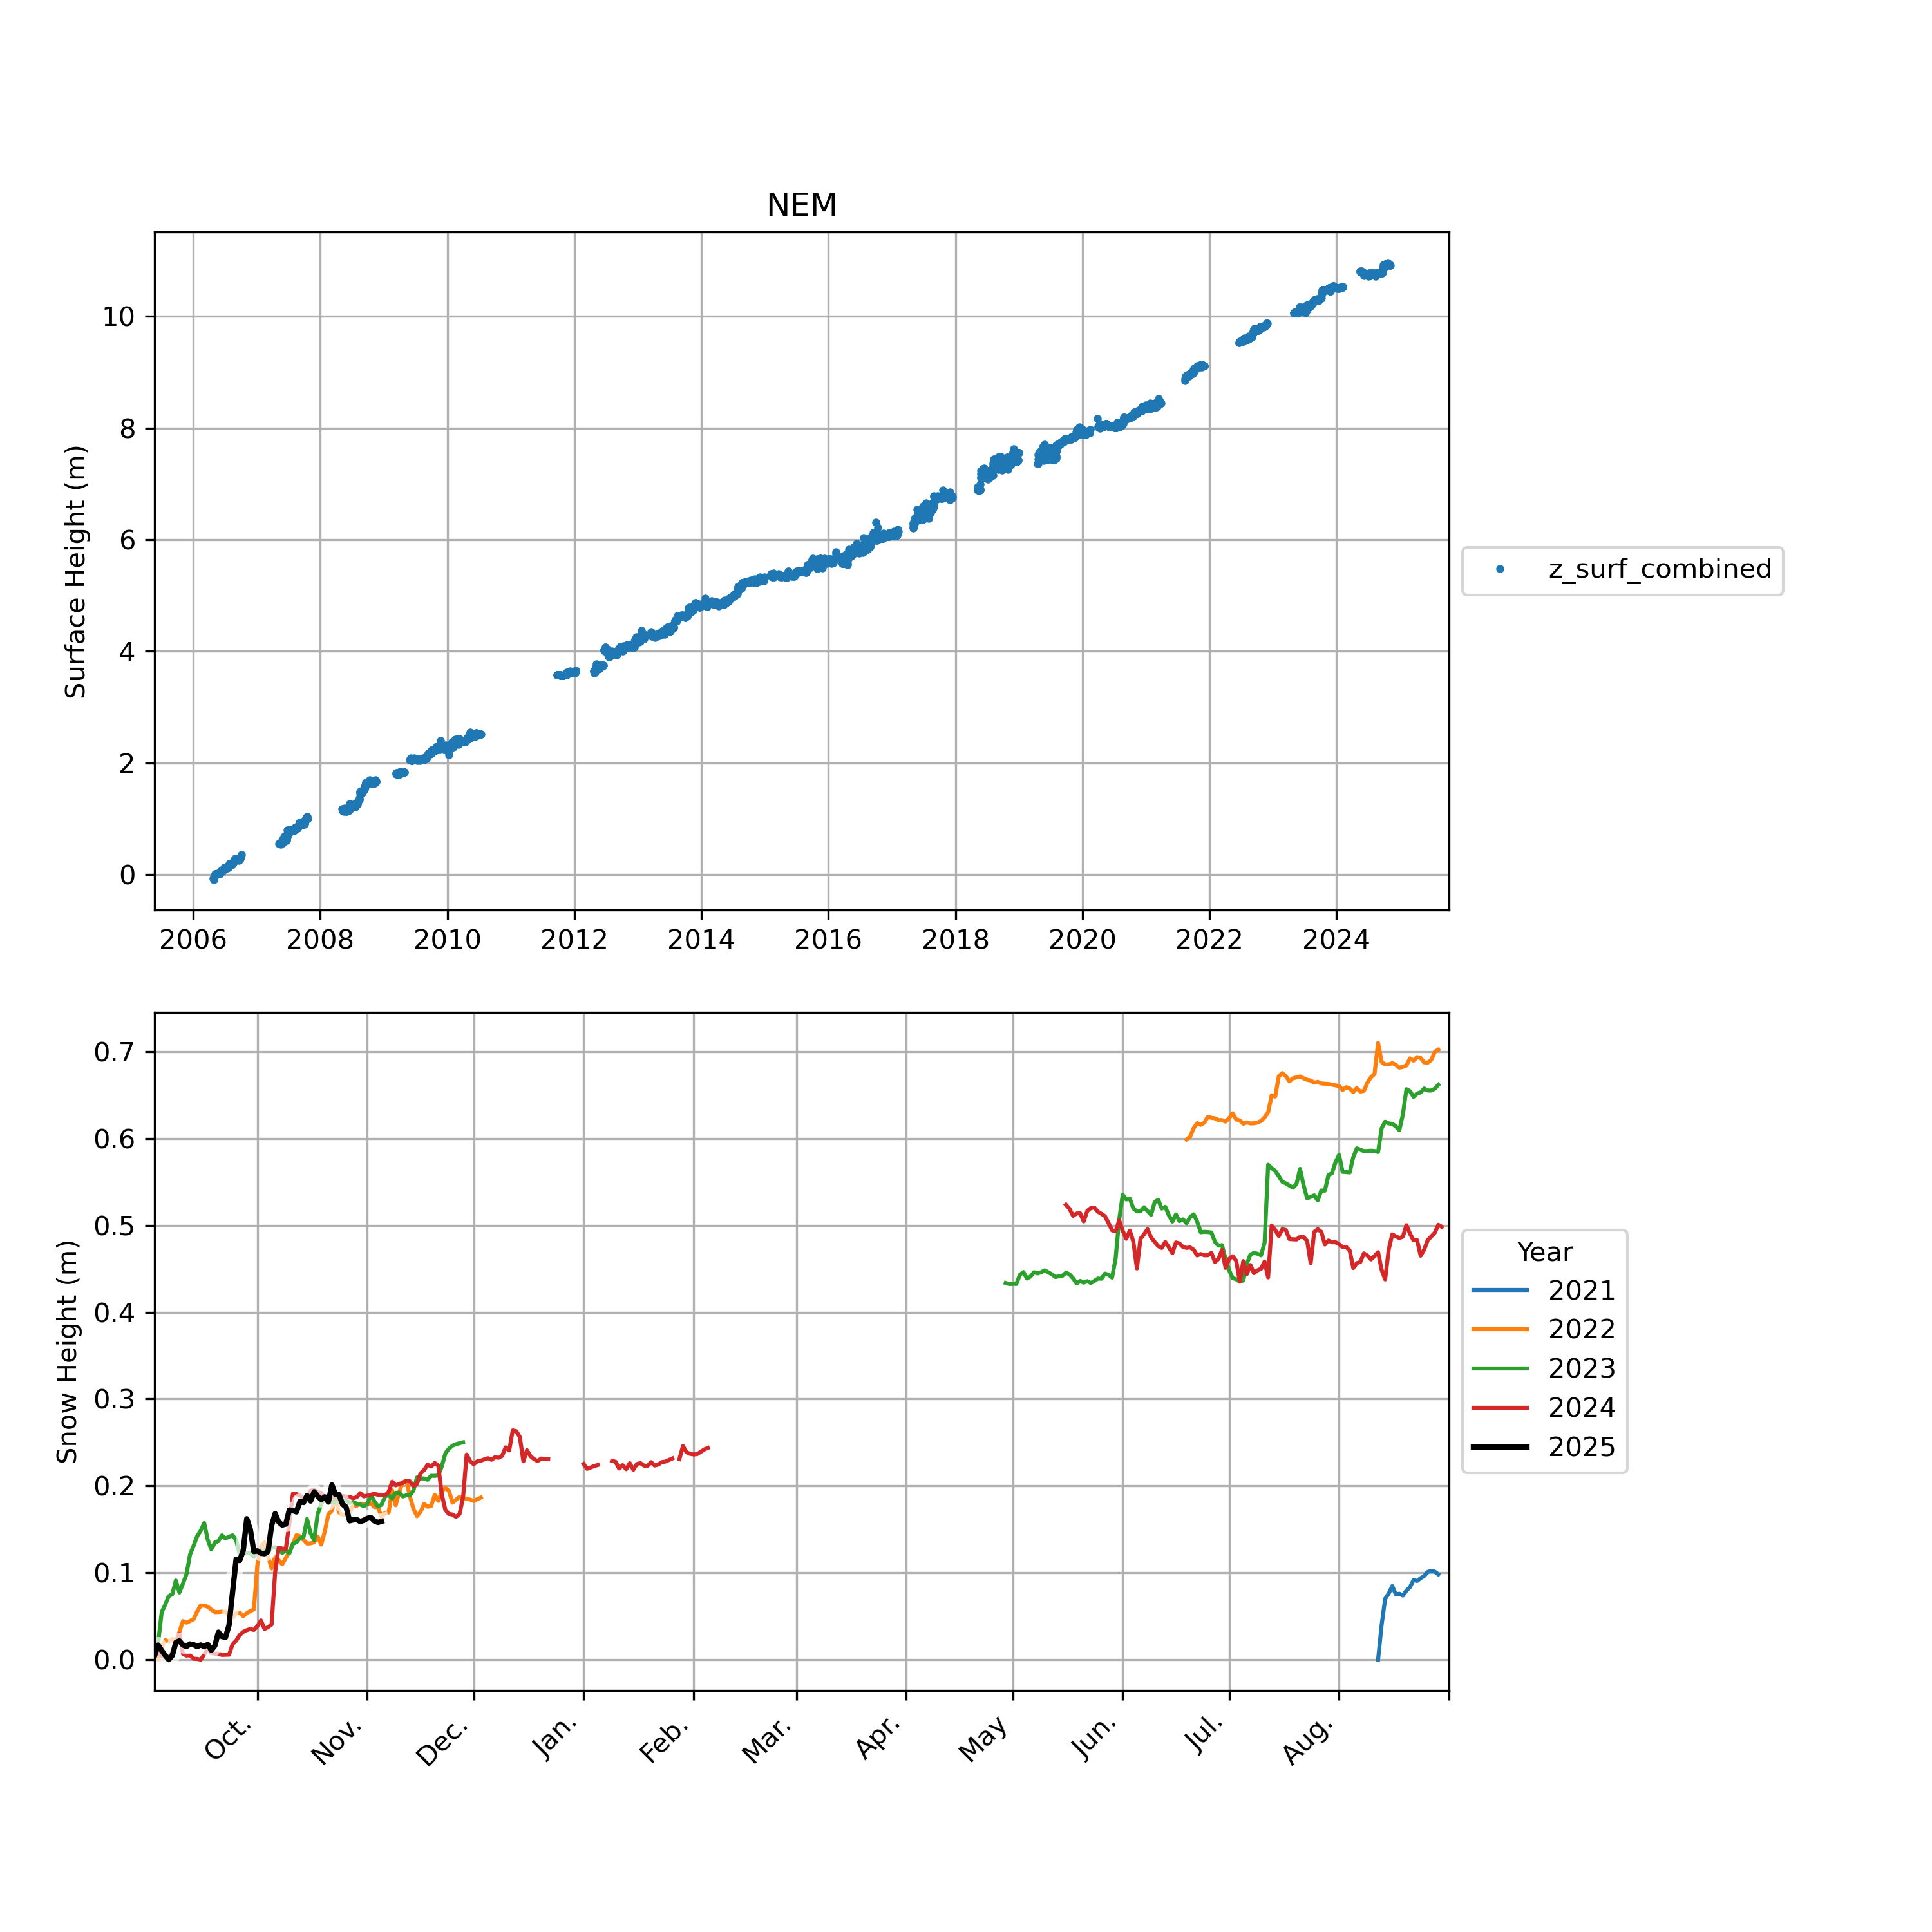 NEM
Surface Height (m)
10
8
6
4
2
0
2006 2008 2010 2012 2014 2016 2018 2020 2022 2024
z_surf_combined
Snow Height (m)
0.7
0.6
0.5
0.4
0.3
0.2
0.1
0.0
Oct. Nov. Dec. Jan. Feb. Mar. Apr. May Jun. Jul. Aug.
Year
2021
2022
2023
2024
2025